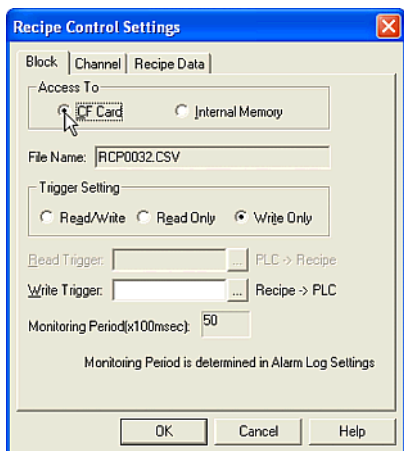 Recipe Control Settings
Block Channel Recipe Data
Access To
CF Card Internal Memory
File Name: RCP0032.CSV
Trigger Setting
Read/Write Read Only Write Only
Read Trigger: ... PLC -> Recipe
Write Trigger: ... Recipe -> PLC
Monitoring Period(x100msec): 50
Monitoring Period is determined in Alarm Log Settings
OK Cancel Help